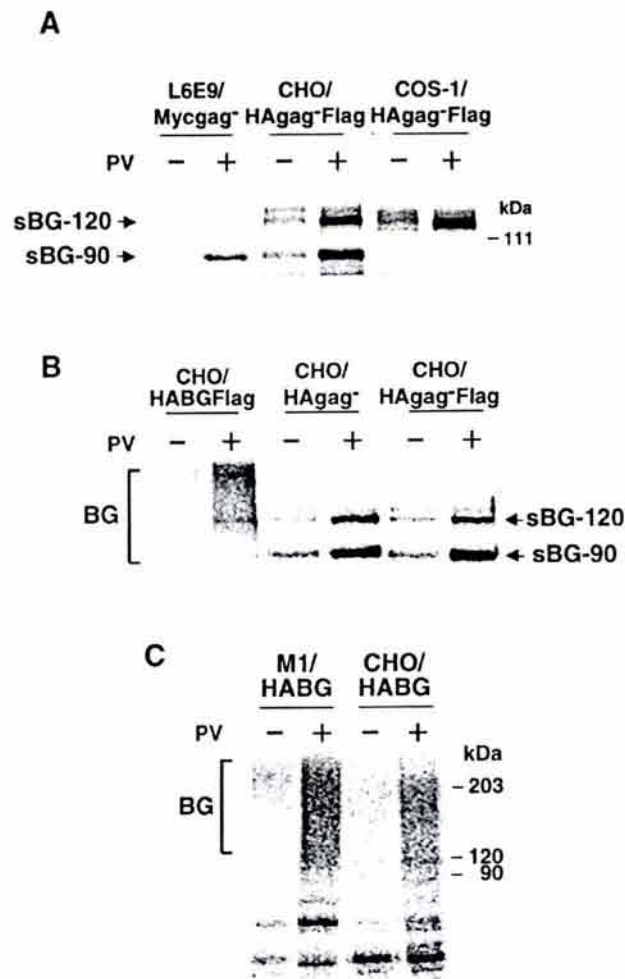 A
L6E9/ CHO/ COS-1/
Mycgag- HAgag-Flag HAgag-Flag
PV - + - + - +
sBG-120 kDa
- 111
sBG-90
B
CHO/ CHO/ CHO/
HABGFlag HAgag- HAgag-Flag
PV - + - + - +
BG
sBG-120
sBG-90
C
M1/ CHO/
HABG HABG
PV - + - +
kDa
BG
- 203
- 120
- 90